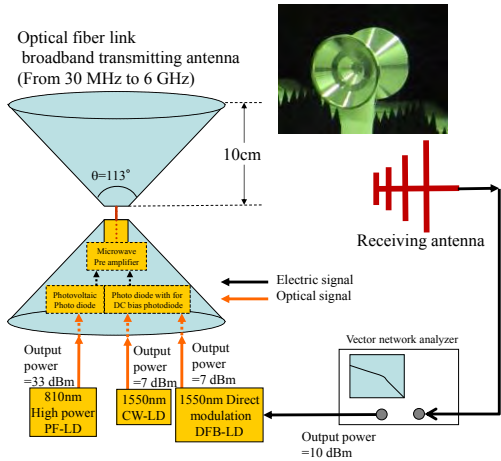 Optical fiber link
broadband transmitting antenna
(From 30 MHz to 6 GHz)
10cm
θ=113°
Receiving antenna
Microwave
Pre amplifier
Electric signal
Optical signal
Photovoltaic
Photo diode
Photo diode with for
DC bias photodiode
Output
power
=33 dBm
Output
power
=7 dBm
Output
power
=7 dBm
Vector network analyzer
810nm
High power
PF-LD
1550nm
CW-LD
1550nm Direct
modulation
DFB-LD
Output power
=10 dBm